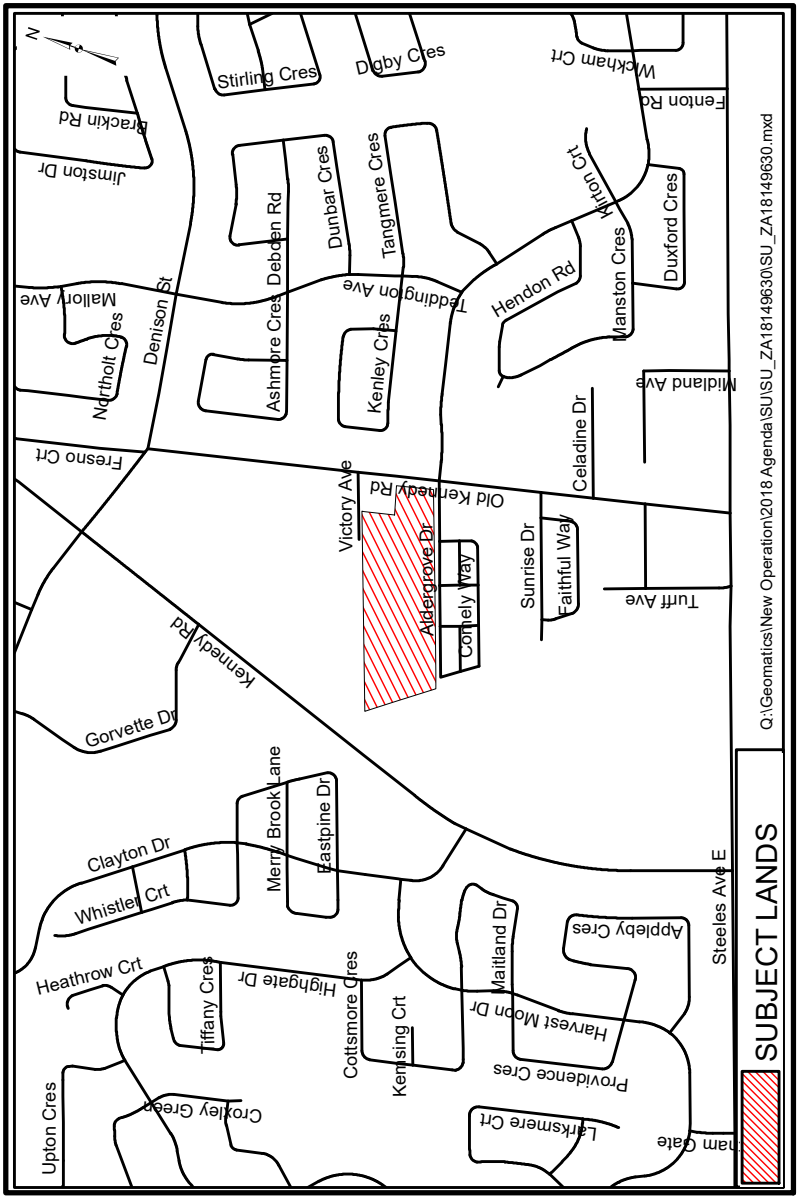 N
Stirling Cres
Digby Cres
Wickham Crt
Fenton Rd
Brackin Rd
Jimston Dr
Kirton Crt
Duxford Cres
Dunbar Cres
Tangmere Cres
Debden Rd
Hendon Rd
Manston Cres
Mallory Ave
Teddington Ave
Denison St
Northolt Cres
Ashmore Cres
Kenley Cres
Midland Ave
Celadine Dr
Fresno Crt
Victory Ave
Old Kennedy Rd
Aldergrove Dr
Comely Way
Sunrise Dr
Faithful Way
Turff Ave
Kennedy Rd
Gorvette Dr
Merry Brook Lane
Eastpine Dr
Clayton Dr
Whistler Crt
Steeles Ave E
Appleby Cres
Maitland Dr
Heathrow Crt
Tiffany Cres
Highgate Dr
Cottsmore Cres
Kemsing Crt
Harvest Moon Dr
Providence Cres
Upton Cres
Croxley Green
Larksmere Crt
ham Gate
Q:\Geomatics\New Operation\2018 Agenda\SU\SU_ZA18149630\SU_ZA18149630.mxd
SUBJECT LANDS